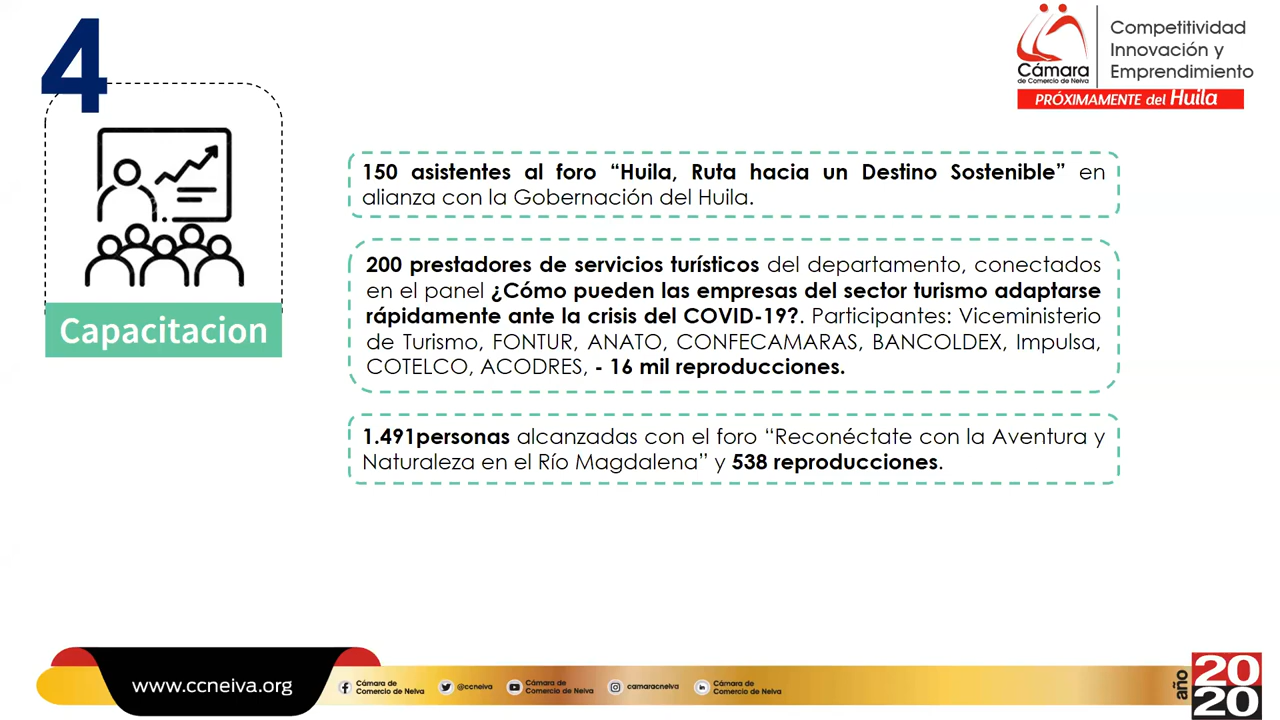 4
Cámara
de Comercio de Neiva
Competitividad
Innovación y
Emprendimiento
PRÓXIMAMENTE del Huila
150 asistentes al foro “Huila, Ruta hacia un Destino Sostenible” en
alianza con la Gobernación del Huila.
200 prestadores de servicios turísticos del departamento, conectados
en el panel ¿Cómo pueden las empresas del sector turismo adaptarse
rápidamente ante la crisis del COVID-19?. Participantes: Viceministerio
de Turismo, FONTUR, ANATO, CONFECAMARAS, BANCOLDEX, Impulsa,
COTELCO, ACODRES, - 16 mil reproducciones.
Capacitacion
1.491personas alcanzadas con el foro “Reconéctate con la Aventura y
Naturaleza en el Río Magdalena” y 538 reproducciones.
www.ccneiva.org
Cámara de
Comercio de Neiva
@ccneiva
Cámara de
Comercio de Neiva
camaracneiva
Cámara de
Comercio de Neiva
año
20
20